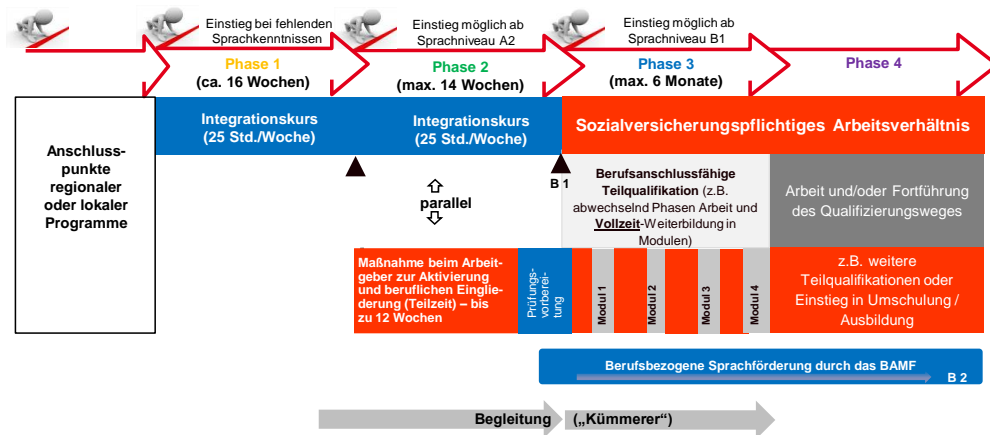 Einstieg bei fehlenden
Sprachkenntnissen
Einstieg möglich ab
Sprachniveau A2
Einstieg möglich ab
Sprachniveau B1
Phase 1
(ca. 16 Wochen)
Phase 2
(max. 14 Wochen)
Phase 3
(max. 6 Monate)
Phase 4
Anschluss-
punkte
regionaler
oder lokaler
Programme
Integrationskurs
(25 Std./Woche)
Integrationskurs
(25 Std./Woche)
Sozialversicherungspflichtiges Arbeitsverhältnis
B 1
parallel
Berufsanschlussfähige
Teilqualifikation (z.B.
abwechselnd Phasen Arbeit und
Vollzeit-Weiterbildung in
Modulen)
Arbeit und/oder Fortführung
des Qualifizierungsweges
Maßnahme beim Arbeit-
geber zur Aktivierung
und beruflichen Einglie-
derung (Teilzeit) – bis
zu 12 Wochen
Prüfungs-
vorberei-
tung
Modul 1
Modul 2
Modul 3
Modul 4
z.B. weitere
Teilqualifikationen oder
Einstieg in Umschulung /
Ausbildung
Berufsbezogene Sprachförderung durch das BAMF
B 2
Begleitung
(„Kümmerer“)